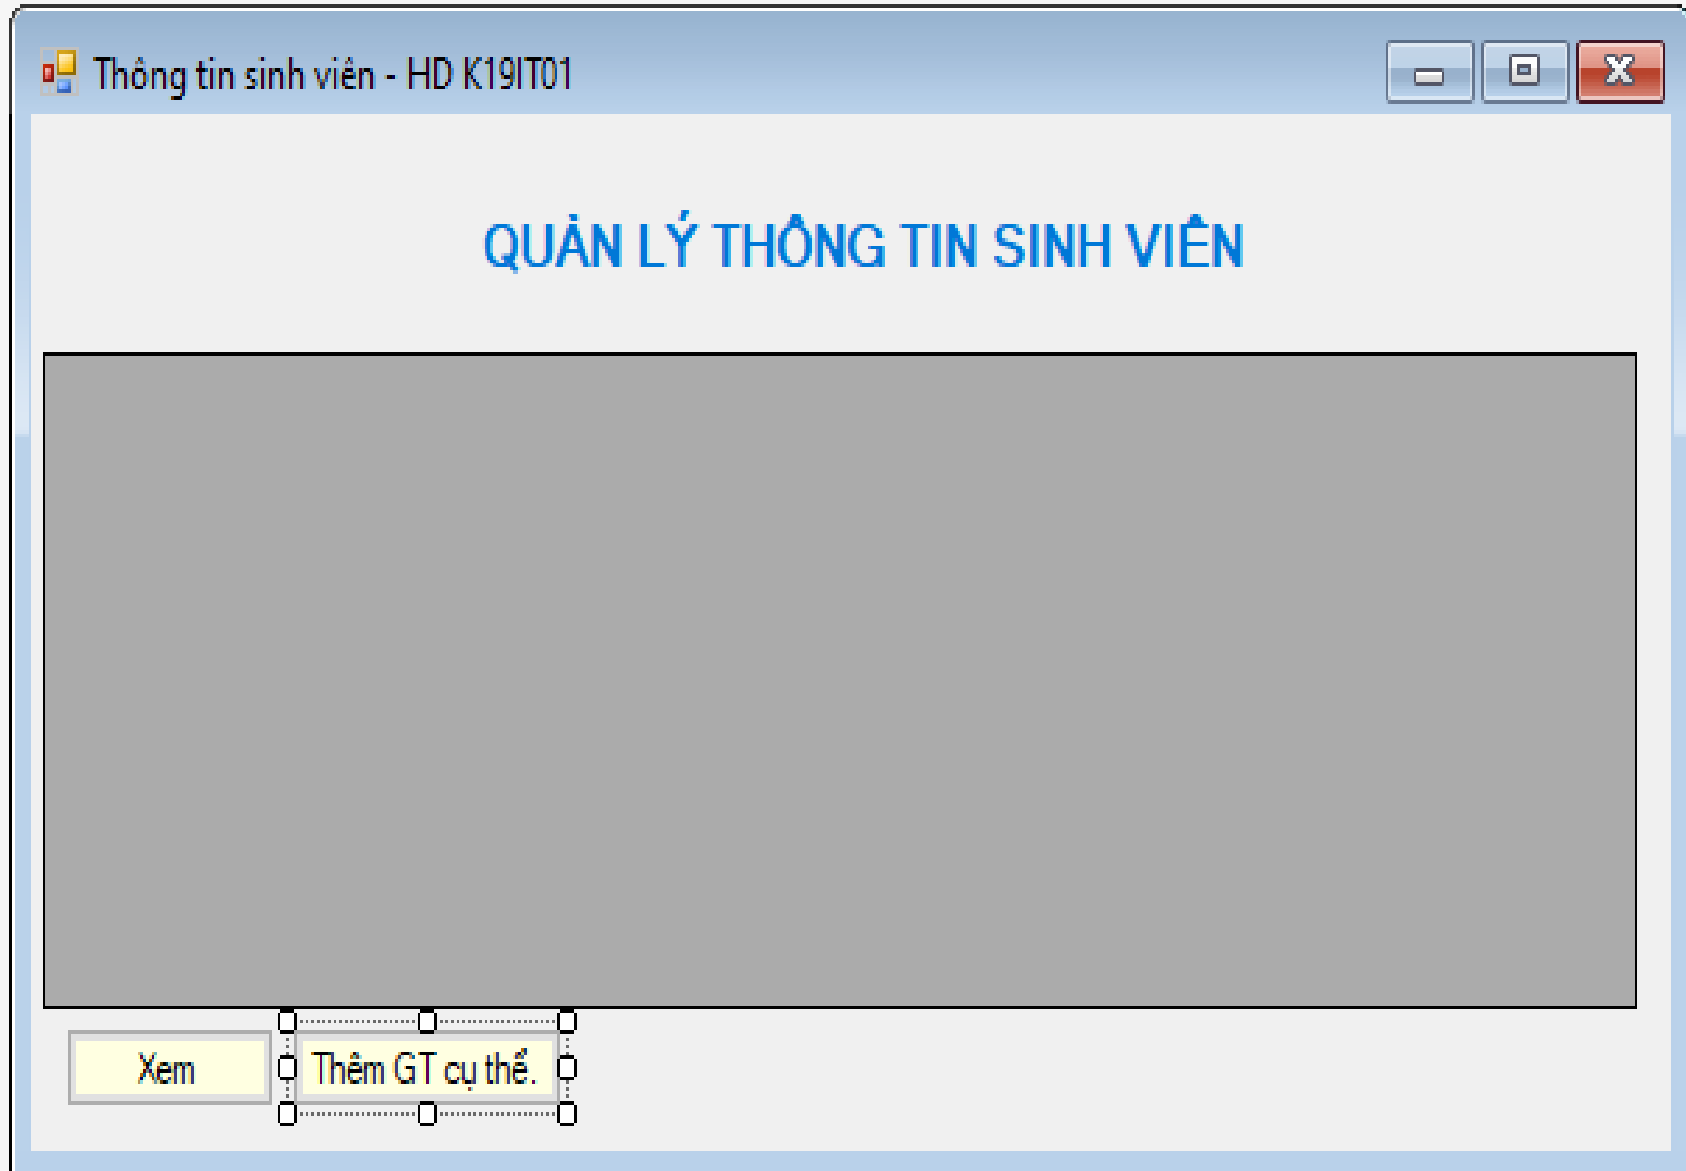 Thông tin sinh viên - HD K19IT01
QUẢN LÝ THÔNG TIN SINH VIÊN
Xem
Thêm GT cụ thể.